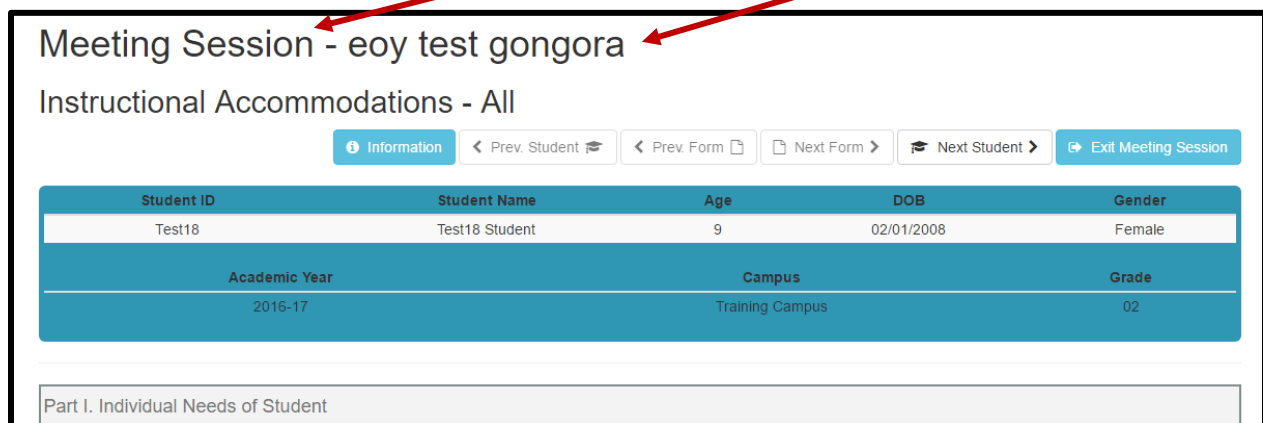 Meeting Session - eoy test gongora
Instructional Accommodations - All
Information Prev. Student Prev. Form Next Form Next Student Exit Meeting Session
Student ID Student Name Age DOB Gender
Test18 Test18 Student 9 02/01/2008 Female
Academic Year Campus Grade
2016-17 Training Campus 02
Part I. Individual Needs of Student